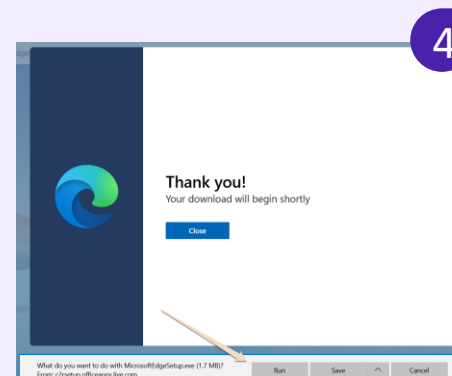 4
Thank you!
Your download will begin shortly
Close
What do you want to do with MicrosoftEdgeSetup.exe (1.7 MB)?
Run Save Cancel
From: c2rsetup.officeapps.live.com